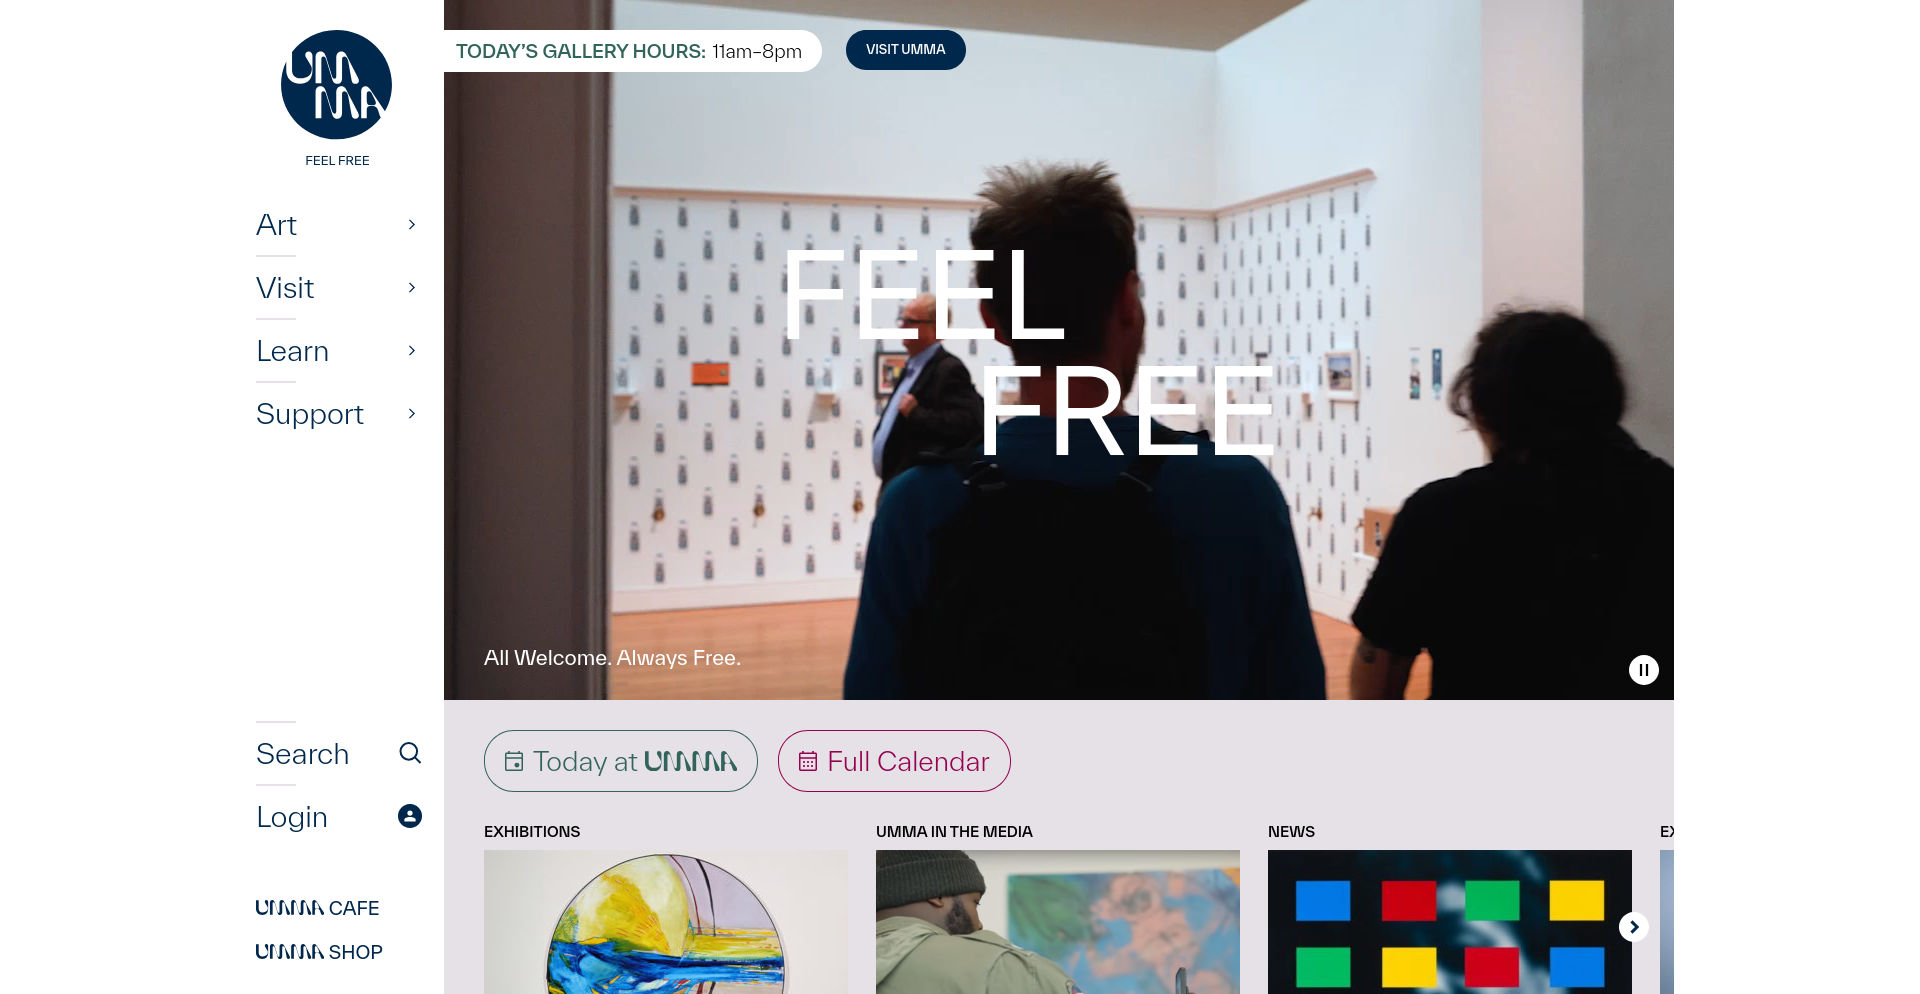 UMMA
FEEL FREE
Art
Visit
Learn
Support
Search
Login
UMMA CAFE
UMMA SHOP
TODAY'S GALLERY HOURS: 11am–8pm
VISIT UMMA
FEEL
FREE
All Welcome. Always Free.
Today at UMMA
Full Calendar
EXHIBITIONS
UMMA IN THE MEDIA
NEWS